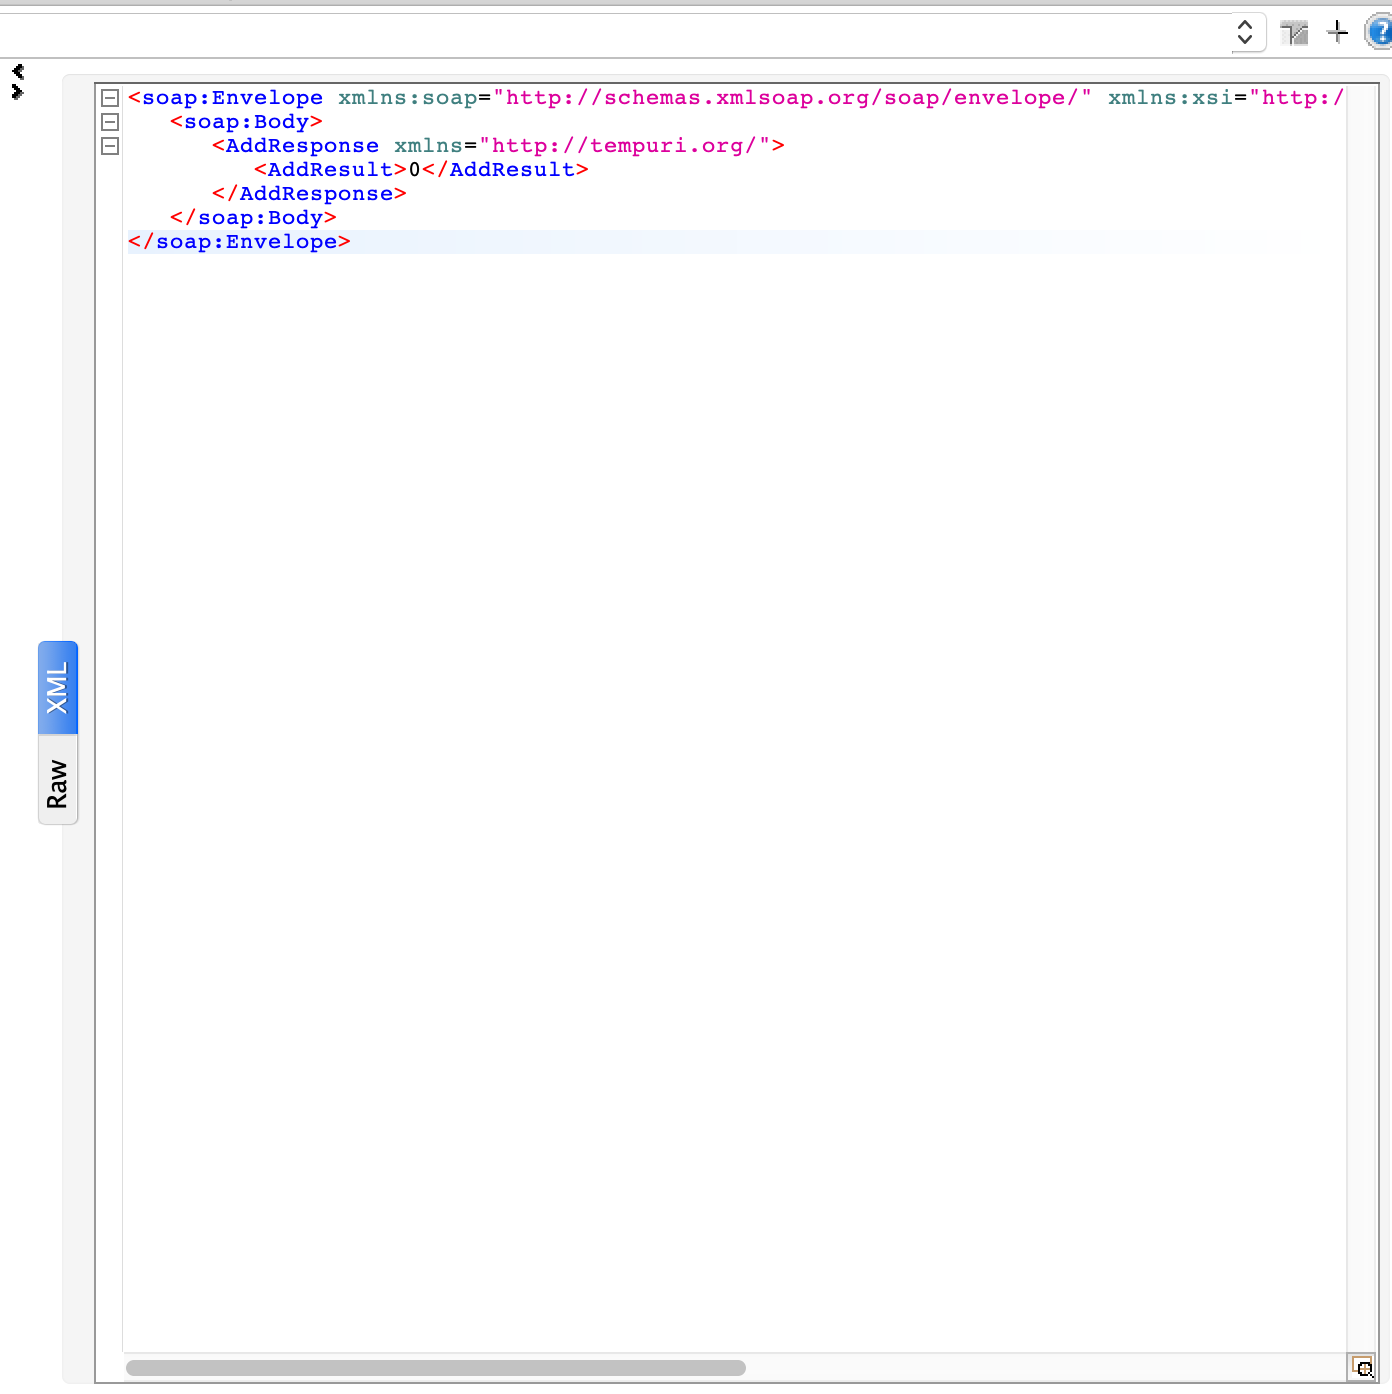 <soap:Envelope xmlns:soap="http://schemas.xmlsoap.org/soap/envelope/" xmlns:xsi="http:/
<soap:Body>
<AddResponse xmlns="http://tempuri.org/">
<AddResult>0</AddResult>
</AddResponse>
</soap:Body>
</soap:Envelope>
XML
Raw